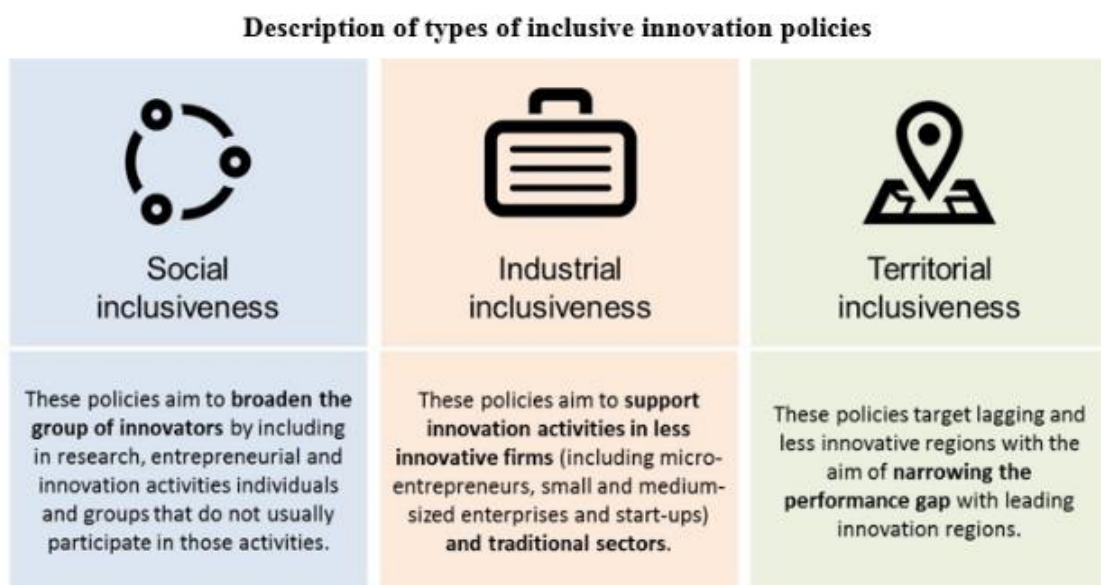 Description of types of inclusive innovation policies
Social
inclusiveness
Industrial
inclusiveness
Territorial
inclusiveness
These policies aim to broaden the
group of innovators by including
in research, entrepreneurial and
innovation activities individuals
and groups that do not usually
participate in those activities.
These policies aim to support
innovation activities in less
innovative firms (including micro-
entrepreneurs, small and medium-
sized enterprises and start-ups)
and traditional sectors.
These policies target lagging and
less innovative regions with the
aim of narrowing the
performance gap with leading
innovation regions.